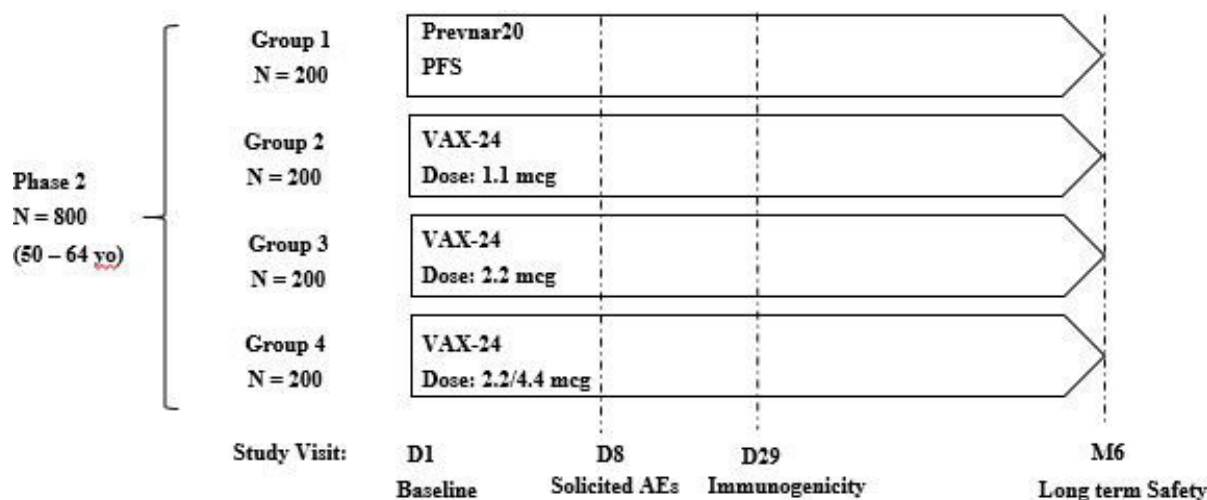 Group 1
N = 200
Prevnar20
PFS
Group 2
N = 200
VAX-24
Dose: 1.1 mcg
Phase 2
N = 800
(50 – 64 yo)
Group 3
N = 200
VAX-24
Dose: 2.2 mcg
Group 4
N = 200
VAX-24
Dose: 2.2/4.4 mcg
Study Visit:
D1
D8
D29
M6
Baseline
Solicited AEs
Immunogenicity
Long term Safety